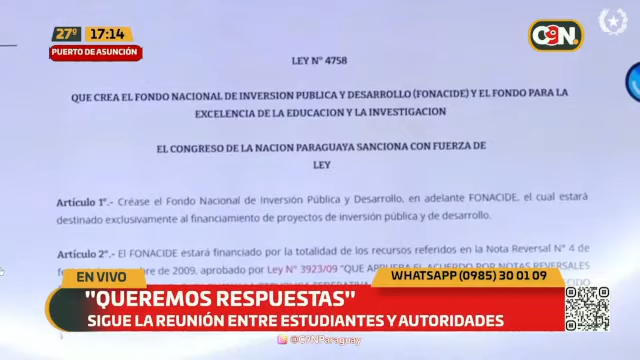 27º 17:14
PUERTO DE ASUNCIÓN
C9N
LEY N° 4758
QUE CREA EL FONDO NACIONAL DE INVERSION PUBLICA Y DESARROLLO (FONACIDE) Y EL FONDO PARA LA
EXCELENCIA DE LA EDUCACION Y LA INVESTIGACION
EL CONGRESO DE LA NACION PARAGUAYA SANCIONA CON FUERZA DE
LEY
Artículo 1°.- Créase el Fondo Nacional de Inversión Pública y Desarrollo, en adelante FONACIDE, el cual estará
destinado exclusivamente al financiamiento de proyectos de inversión pública y de desarrollo.
Artículo 2°.- El FONACIDE estará financiado por la totalidad de los recursos referidos en la Nota Reversal N° 4 de
de 2009, aprobado por Ley N° 3923/09 "QUE APRUEBA EL ACUERDO POR NOTAS REVERSALES
EN VIVO
WHATSAPP (0985) 30 01 09
"QUEREMOS RESPUESTAS"
SIGUE LA REUNIÓN ENTRE ESTUDIANTES Y AUTORIDADES
@C9NParaguay